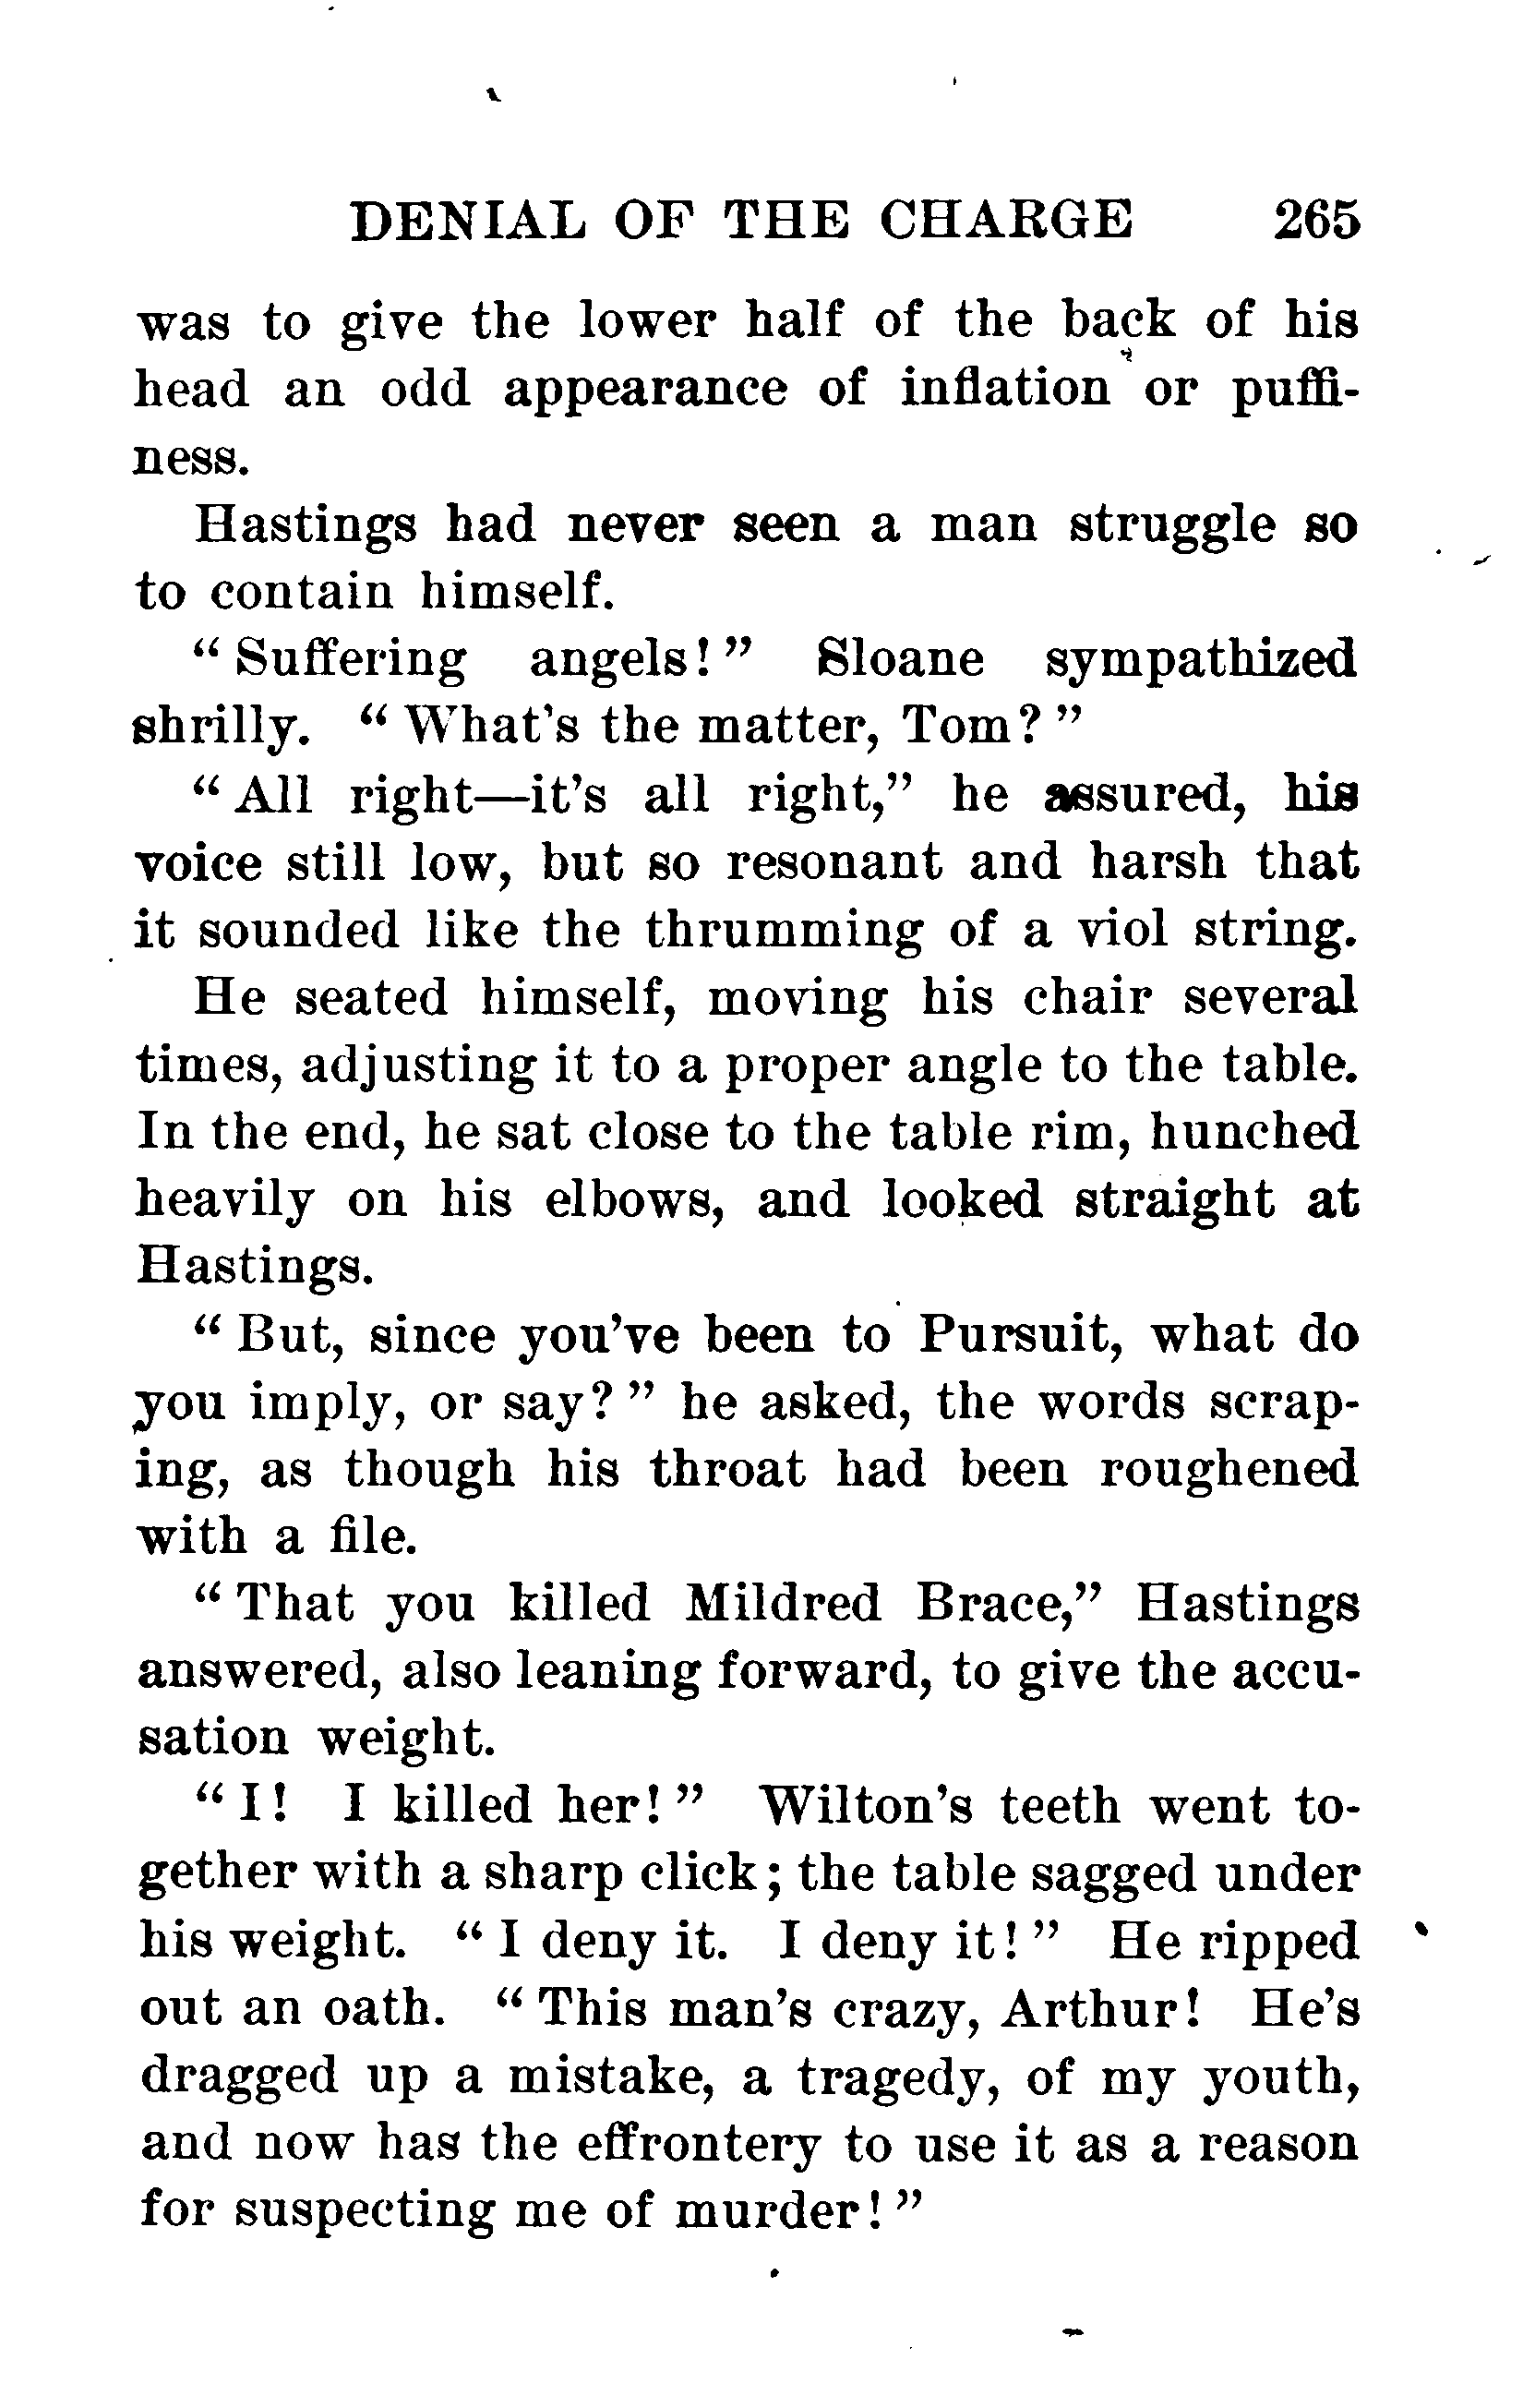 DENIAL OF THE CHARGE 265
was to give the lower half of the back of his
head an odd appearance of inflation or puffi-
ness.
Hastings had never seen a man struggle so
to contain himself.
“ Suffering angels! ” Sloane sympathized
shrilly. “ What’s the matter, Tom? ”
“ All right—it’s all right,” he assured, his
voice still low, but so resonant and harsh that
it sounded like the thrumming of a viol string.
He seated himself, moving his chair several
times, adjusting it to a proper angle to the table.
In the end, he sat close to the table rim, hunched
heavily on his elbows, and looked straight at
Hastings.
“ But, since you’ve been to Pursuit, what do
you imply, or say? ” he asked, the words scrap-
ing, as though his throat had been roughened
with a file.
“ That you killed Mildred Brace,” Hastings
answered, also leaning forward, to give the accu-
sation weight.
“ I! I killed her! ” Wilton’s teeth went to-
gether with a sharp click; the table sagged under
his weight. “ I deny it. I deny it! ” He ripped
out an oath. “ This man’s crazy, Arthur! He’s
dragged up a mistake, a tragedy, of my youth,
and now has the effrontery to use it as a reason
for suspecting me of murder! ”